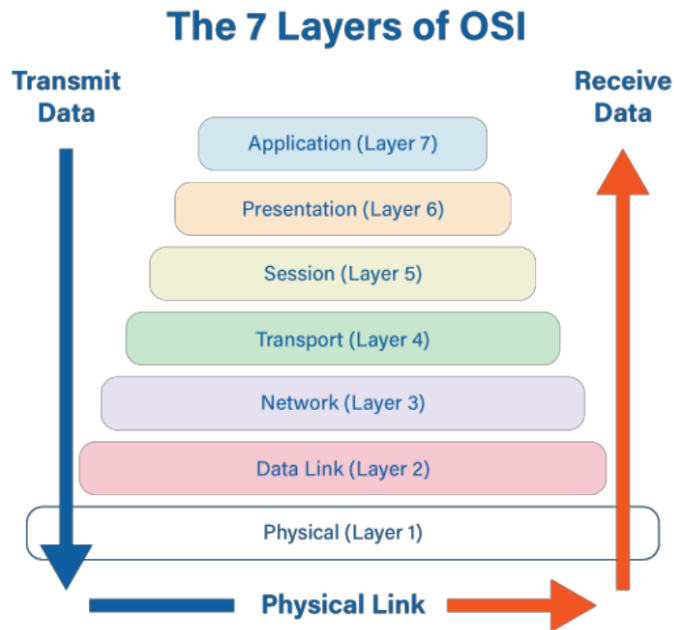 The 7 Layers of OSI
Transmit
Data
Receive
Data
Application (Layer 7)
Presentation (Layer 6)
Session (Layer 5)
Transport (Layer 4)
Network (Layer 3)
Data Link (Layer 2)
Physical (Layer 1)
Physical Link